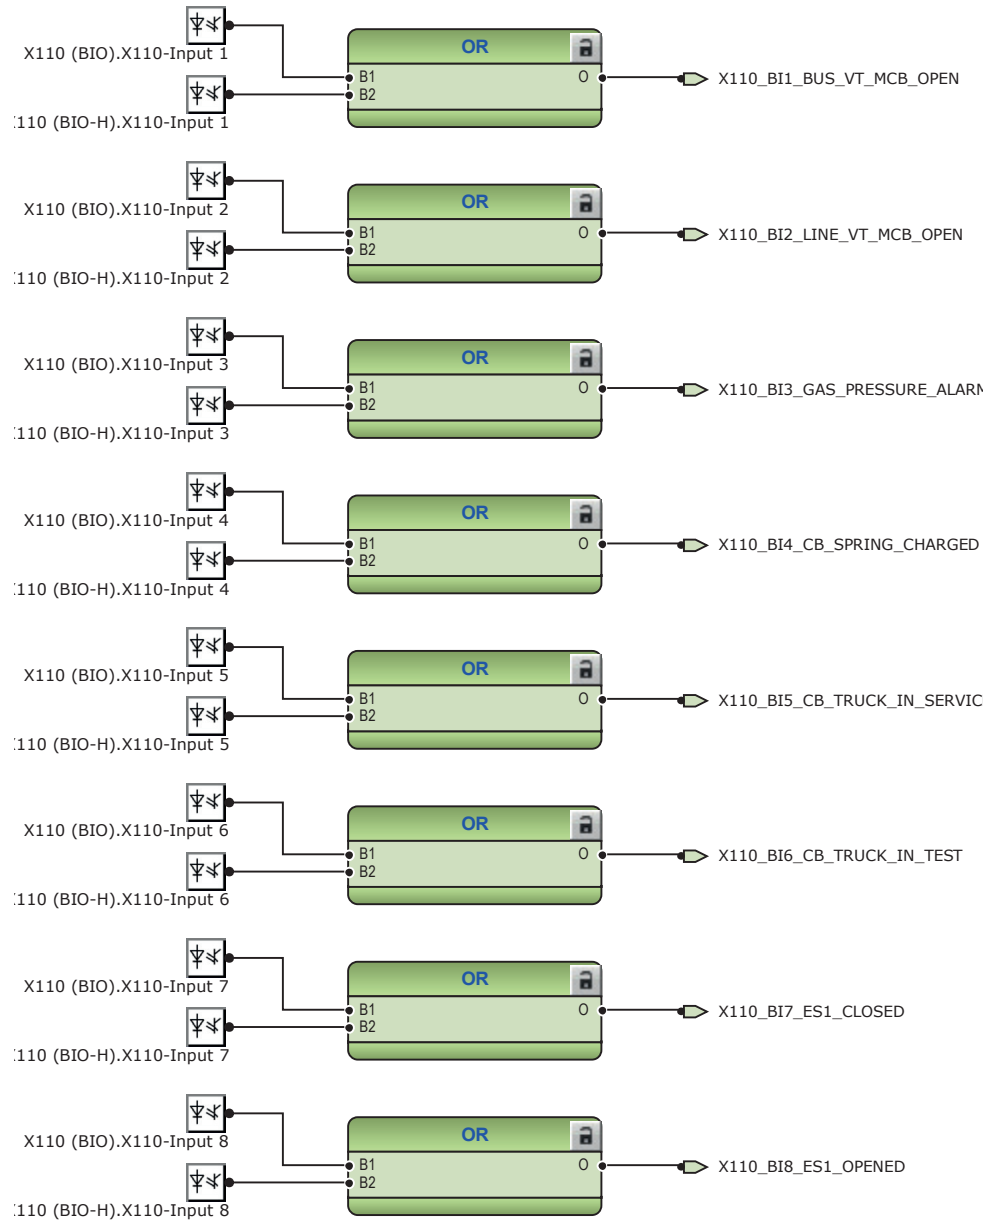 X110 (BIO).X110-Input 1
OR
B1
O
X110_BI1_BUS_VT_MCB_OPEN
B2
:110 (BIO-H).X110-Input 1
X110 (BIO).X110-Input 2
OR
B1
O
X110_BI2_LINE_VT_MCB_OPEN
B2
:110 (BIO-H).X110-Input 2
X110 (BIO).X110-Input 3
OR
B1
O
X110_BI3_GAS_PRESSURE_ALARM
B2
:110 (BIO-H).X110-Input 3
X110 (BIO).X110-Input 4
OR
B1
O
X110_BI4_CB_SPRING_CHARGED
B2
:110 (BIO-H).X110-Input 4
X110 (BIO).X110-Input 5
OR
B1
O
X110_BI5_CB_TRUCK_IN_SERVIC
B2
:110 (BIO-H).X110-Input 5
X110 (BIO).X110-Input 6
OR
B1
O
X110_BI6_CB_TRUCK_IN_TEST
B2
:110 (BIO-H).X110-Input 6
X110 (BIO).X110-Input 7
OR
B1
O
X110_BI7_ES1_CLOSED
B2
:110 (BIO-H).X110-Input 7
X110 (BIO).X110-Input 8
OR
B1
O
X110_BI8_ES1_OPENED
B2
:110 (BIO-H).X110-Input 8